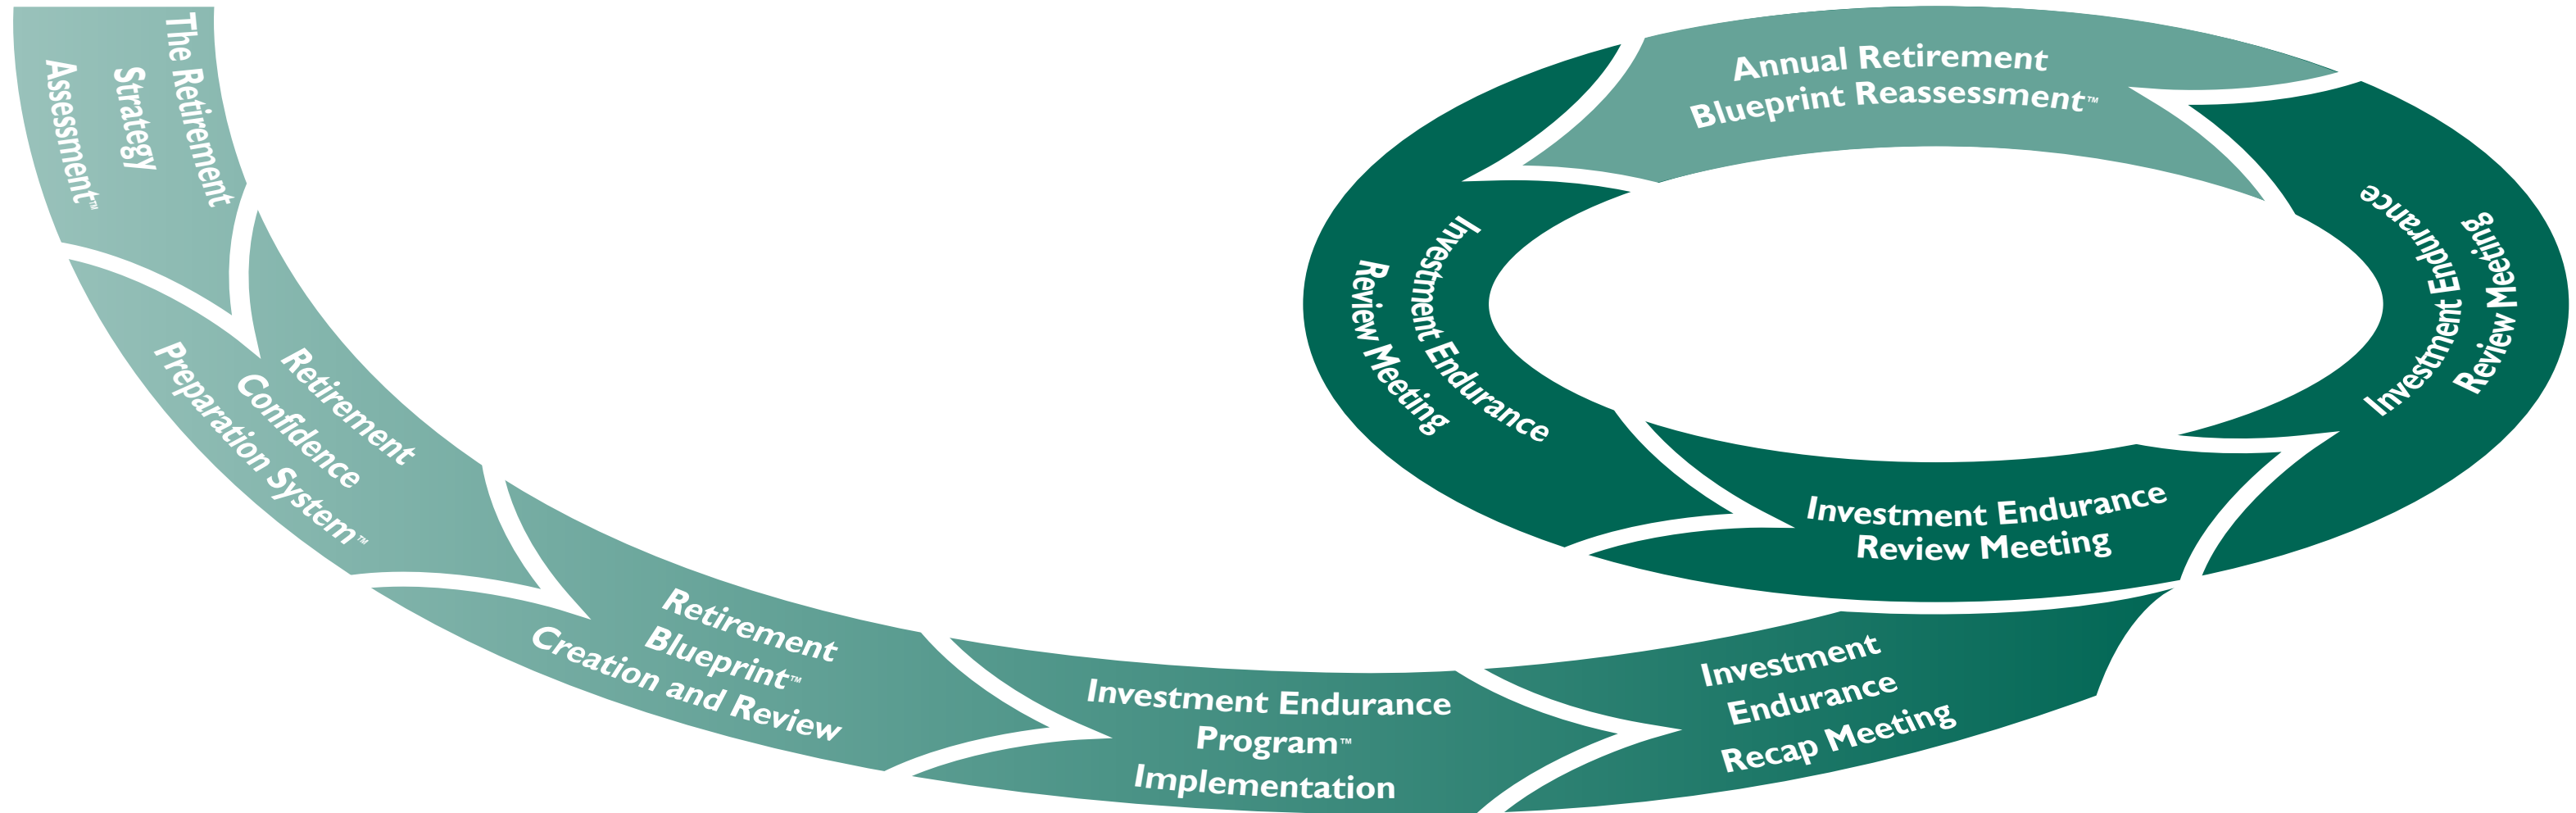 The Retirement
Strategy
Assessment™
Retirement
Confidence
Preparation System™
Retirement
Blueprint™
Creation and Review
Investment Endurance
Program™
Implementation
Investment
Endurance
Recap Meeting
Investment Endurance
Review Meeting
Investment Endurance
Review Meeting
Annual Retirement
Blueprint Reassessment™
Investment Endurance
Review Meeting